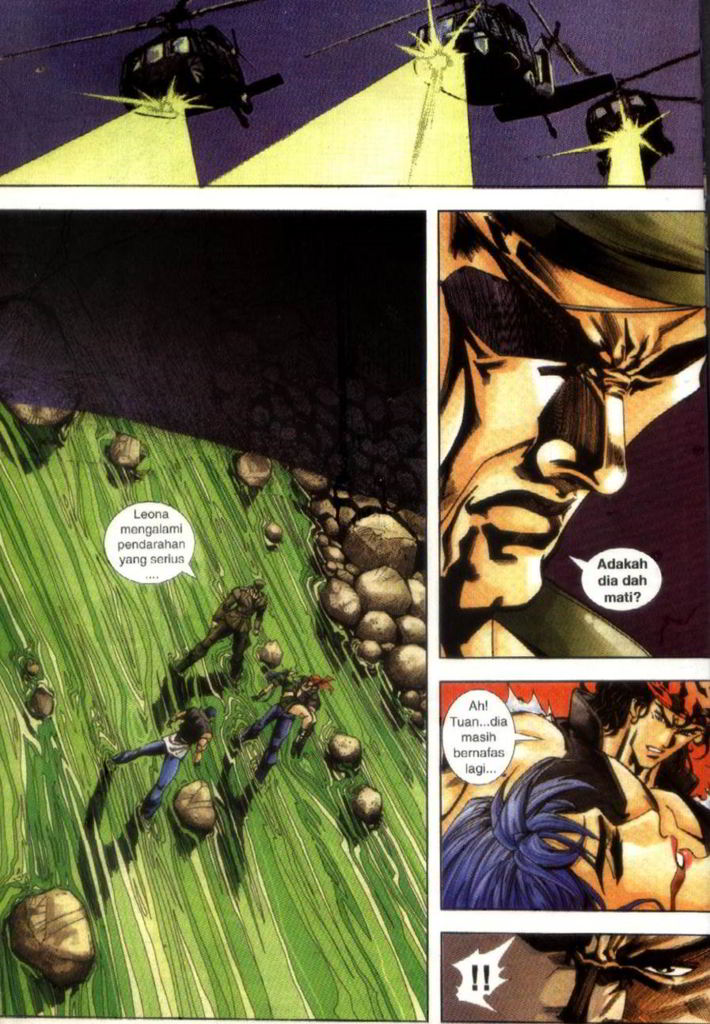 Leona
mengalami
pendarahan
yang serius
....
Adakah
dia dah
mati?
Ah!
Tuan...dia
masih
bernafas
lagi...
!!